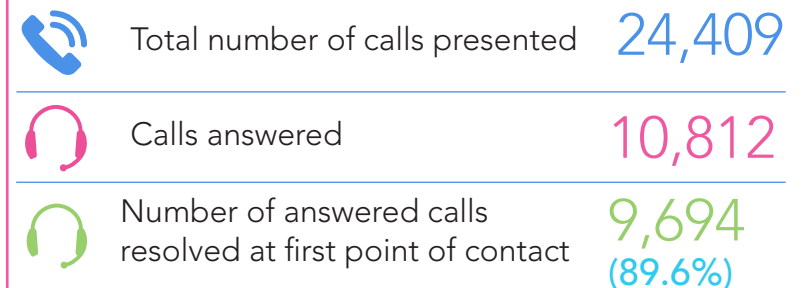 Total number of calls presented 24,409
Calls answered 10,812
Number of answered calls 9,694
resolved at first point of contact (89.6%)